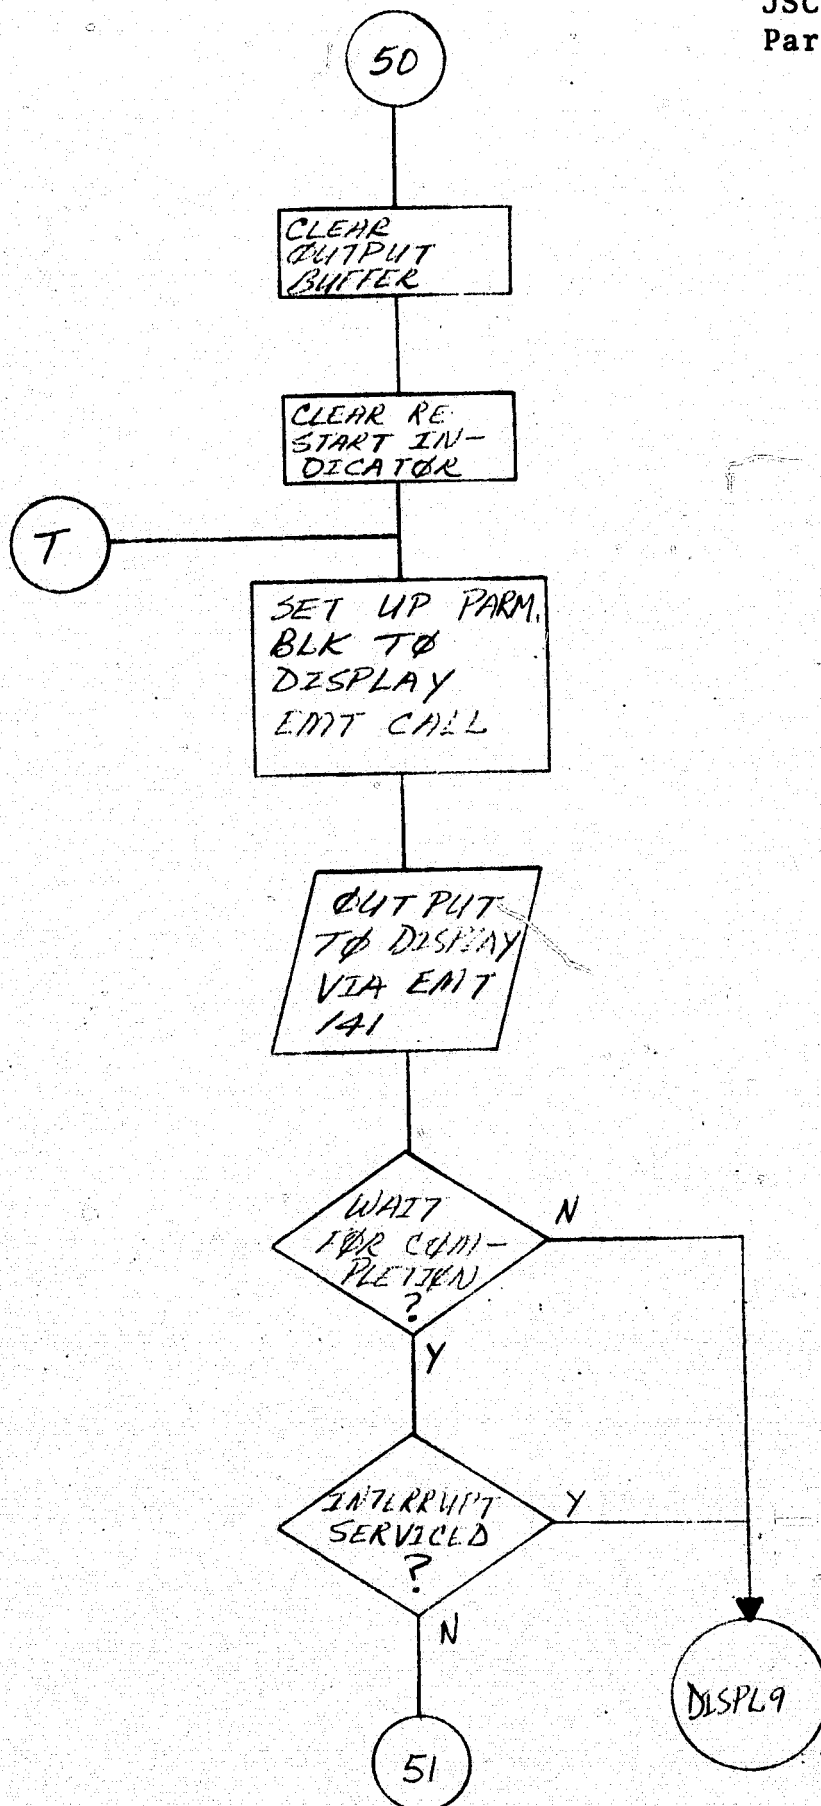 JSC
Par
50
CLEAR
ØUTPUT
BUFFER
CLEAR RE
START IN-
DICATØR
T
SET UP PARM.
BLK TØ
DISPLAY
EMT CALL
ØUTPUT
TØ DISPLAY
VIA EMT
141
WAIT
FØR CØM-
PLETIØN
?
N
Y
INTERRUPT
SERVICED
?
Y
N
DISPL9
51